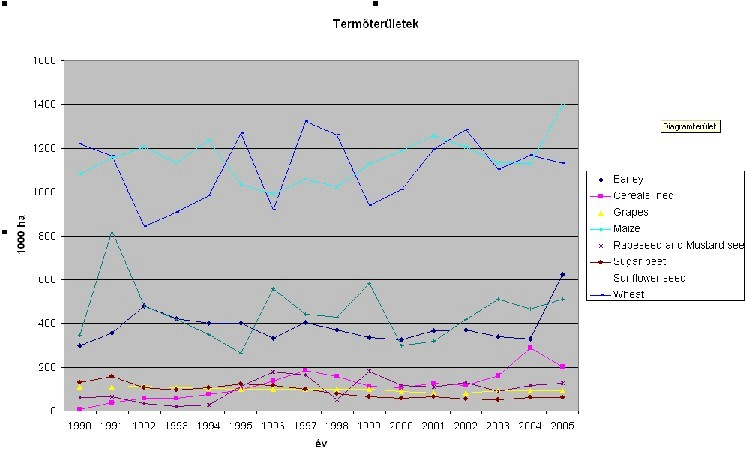 Termőterületek
1600
1400
1200
1000
800
600
400
200
0
1000 ha
1990 1991 1992 1993 1994 1995 1996 1997 1998 1999 2000 2001 2002 2003 2004 2005
év
Diagramterület
Barley
Cereals
Grapes
Maize
Rapeseed and Mustard see
Sugar beet
Sunflower seed
Wheat